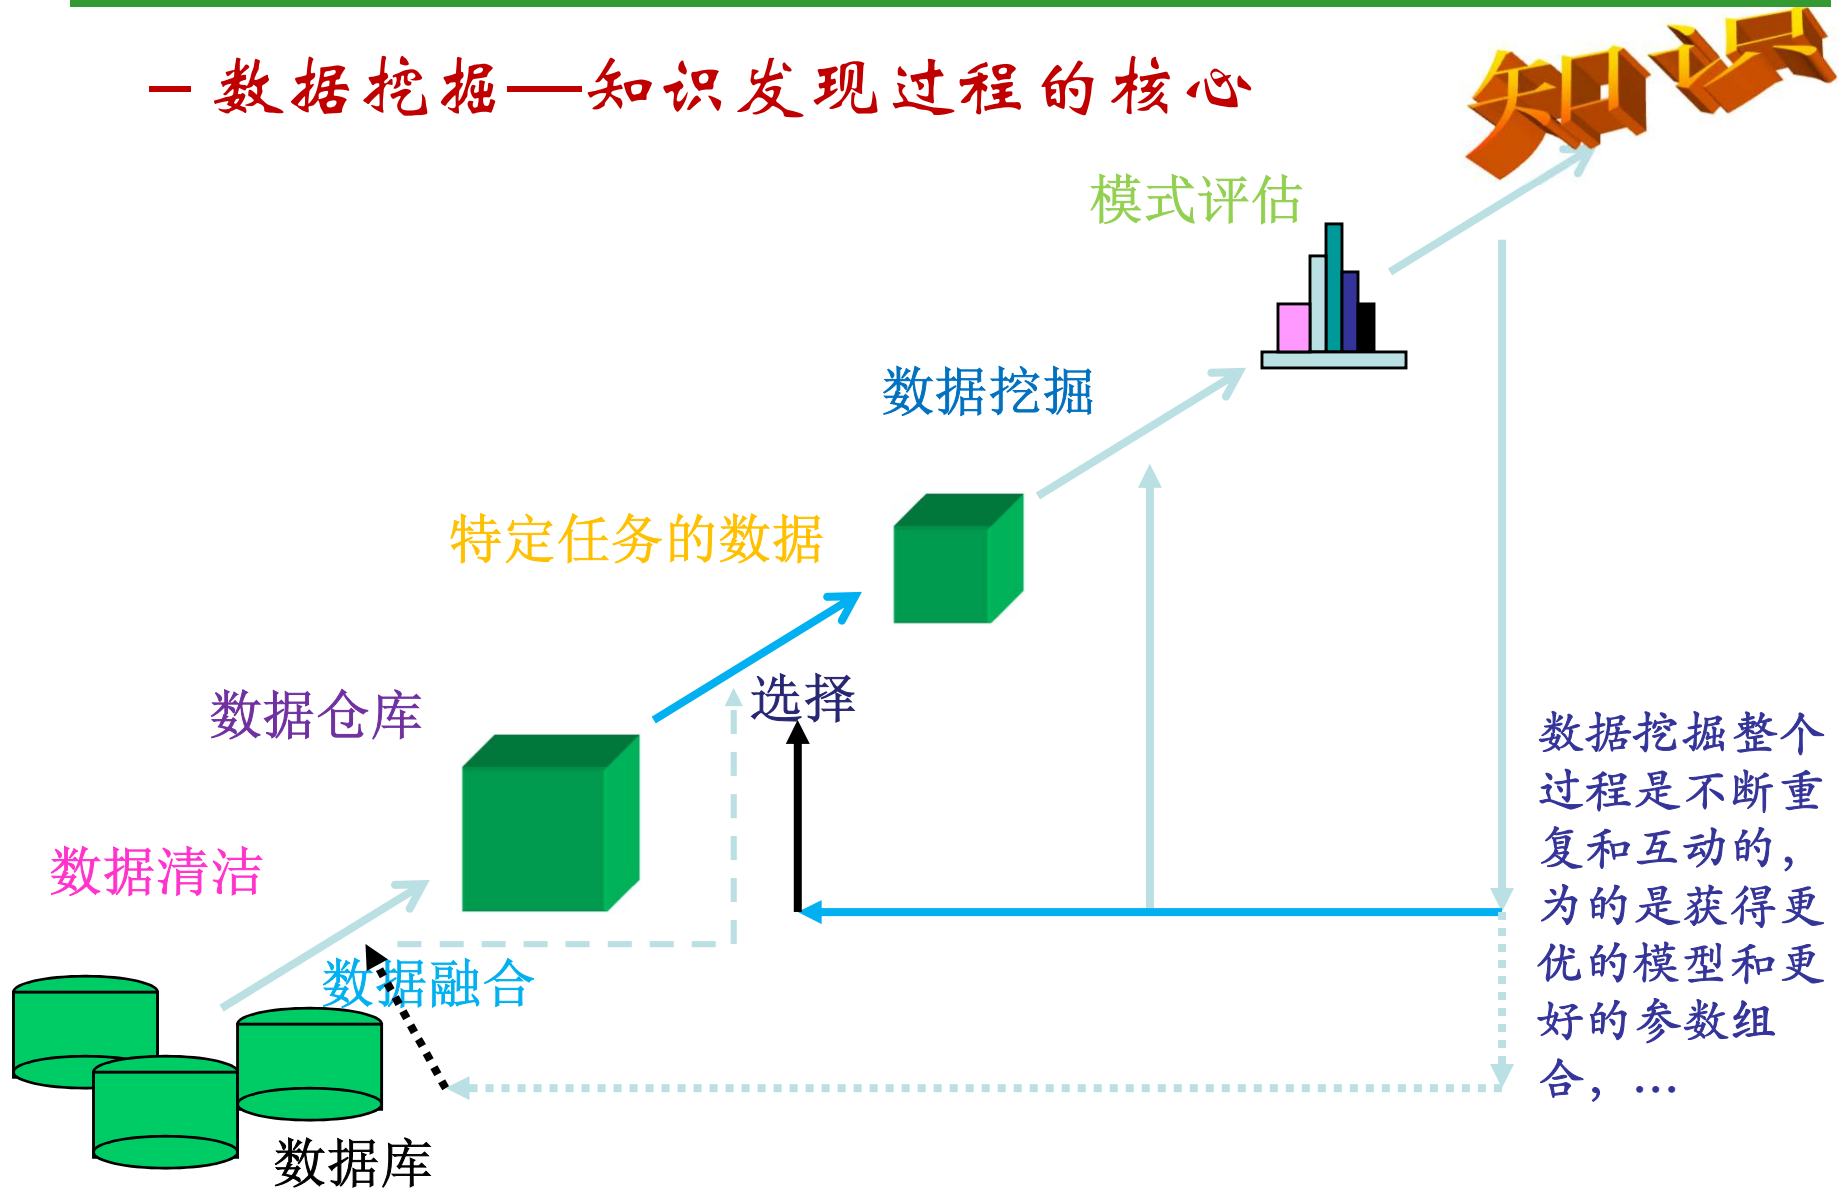 – 数据挖掘—知识发现过程的核心
知识
模式评估
数据挖掘
特定任务的数据
选择
数据仓库
数据清洁
数据融合
数据库
数据挖掘整个
过程是不断重
复和互动的，
为的是获得更
优的模型和更
好的参数组
合，…